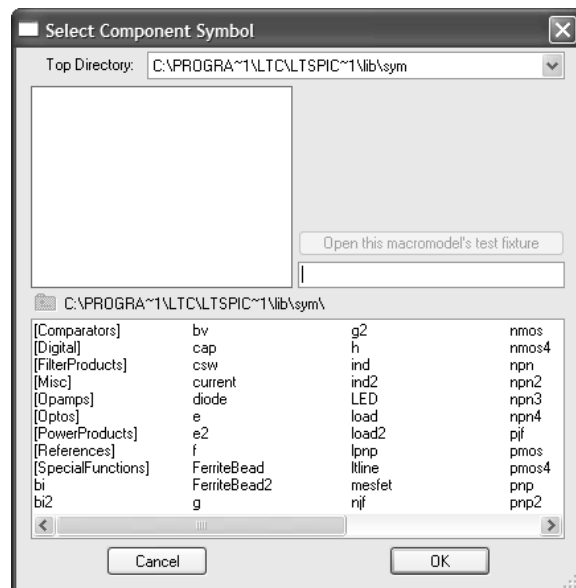 Select Component Symbol
Top Directory: C:\PROGRA~1\LTC\LTSPIC~1\lib\sym
Open this macromodel's test fixture
C:\PROGRA~1\LTC\LTSPIC~1\lib\sym\
[Comparators] bv g2 nmos
[Digital] cap h nmos4
[FilterProducts] csw ind npn
[Misc] current ind2 npn2
[Opamps] diode LED npn3
[Optos] e load npn4
[PowerProducts] e2 load2 pjf
[References] f lpnp pmos
[SpecialFunctions] FerriteBead ltline pmos4
bi FerriteBead2 mesfet pnp
bi2 g njf pnp2
Cancel OK